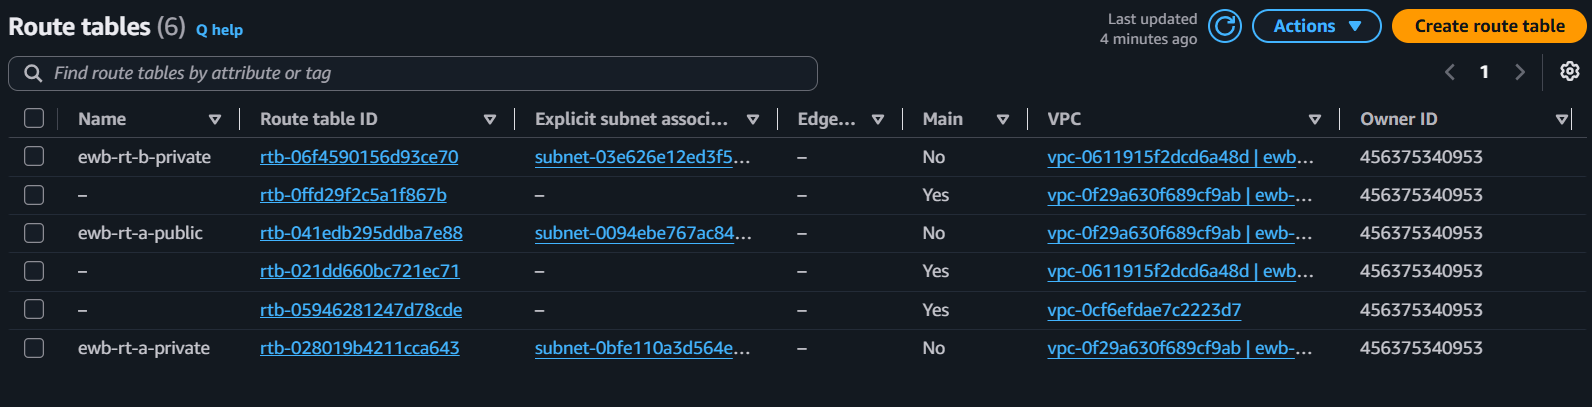 Route tables (6) Q help
Last updated
4 minutes ago
Actions
Create route table
Find route tables by attribute or tag
1
Name Route table ID Explicit subnet associ... Edge... Main VPC Owner ID
ewb-rt-b-private rtb-06f4590156d93ce70 subnet-03e626e12ed3f5... – No vpc-0611915f2dcd6a48d | ewb... 456375340953
– rtb-0ffd29f2c5a1f867b – – Yes vpc-0f29a630f689cf9ab | ewb-... 456375340953
ewb-rt-a-public rtb-041edb295ddba7e88 subnet-0094ebe767ac84... – No vpc-0f29a630f689cf9ab | ewb-... 456375340953
– rtb-021dd660bc721ec71 – – Yes vpc-0611915f2dcd6a48d | ewb... 456375340953
– rtb-05946281247d78cde – – Yes vpc-0cf6efdae7c2223d7 456375340953
ewb-rt-a-private rtb-028019b4211cca643 subnet-0bfe110a3d564e... – No vpc-0f29a630f689cf9ab | ewb-... 456375340953